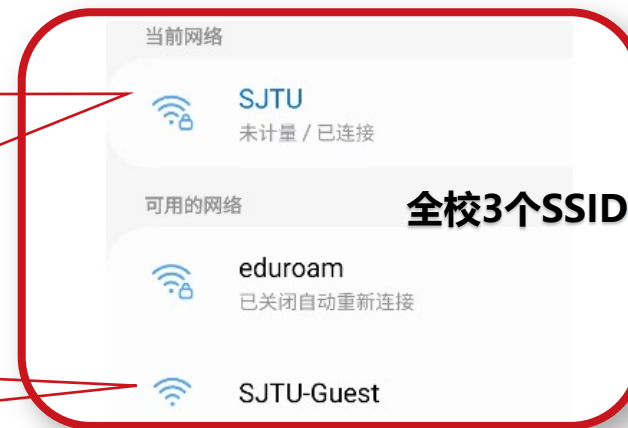 当前网络
SJTU
未计量 / 已连接
可用的网络
全校3个SSID
eduroam
已关闭自动重新连接
SJTU-Guest